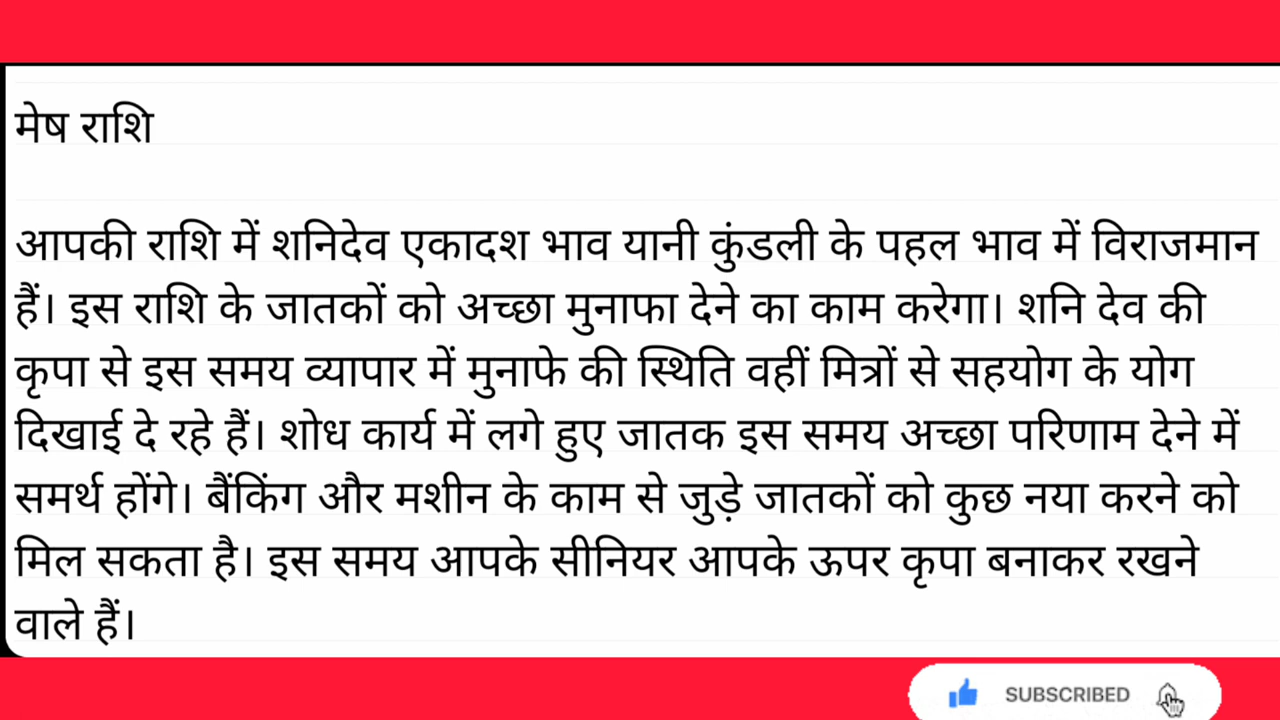 मेष राशि
आपकी राशि में शनिदेव एकादश भाव यानी कुंडली के पहल भाव में विराजमान
हैं। इस राशि के जातकों को अच्छा मुनाफा देने का काम करेगा। शनि देव की
कृपा से इस समय व्यापार में मुनाफे की स्थिति वहीं मित्रों से सहयोग के योग
दिखाई दे रहे हैं। शोध कार्य में लगे हुए जातक इस समय अच्छा परिणाम देने में
समर्थ होंगे। बैंकिंग और मशीन के काम से जुड़े जातकों को कुछ नया करने को
मिल सकता है। इस समय आपके सीनियर आपके ऊपर कृपा बनाकर रखने
वाले हैं।
SUBSCRIBED